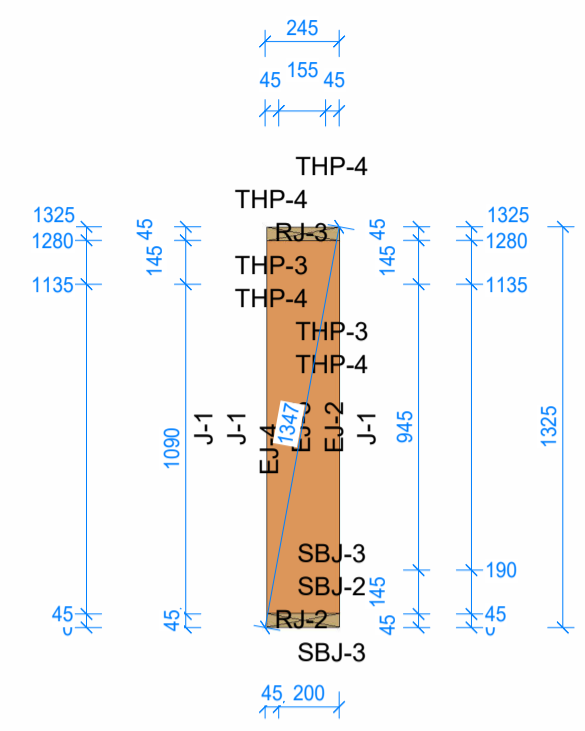 245
45 155 45
THP-4
THP-4
1325 45 RJ-3 45 1325
1280 1280
145 THP-3 145
1135 THP-4 1135
THP-3
THP-4
1090 J-1 J-1 EJ-4 1347 EJ-2 J-1 945 1325
SBJ-3
190
SBJ-2
145
45 45 RJ-2 45 45
SBJ-3
45 200